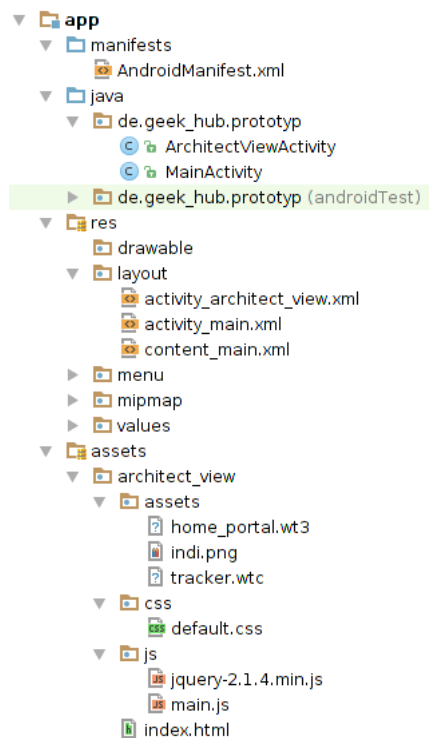 app
manifests
AndroidManifest.xml
java
de.geek_hub.prototyp
ArchitectViewActivity
MainActivity
de.geek_hub.prototyp (androidTest)
res
drawable
layout
activity_architect_view.xml
activity_main.xml
content_main.xml
menu
mipmap
values
assets
architect_view
assets
home_portal.wt3
indi.png
tracker.wtc
css
default.css
js
jquery-2.1.4.min.js
main.js
index.html